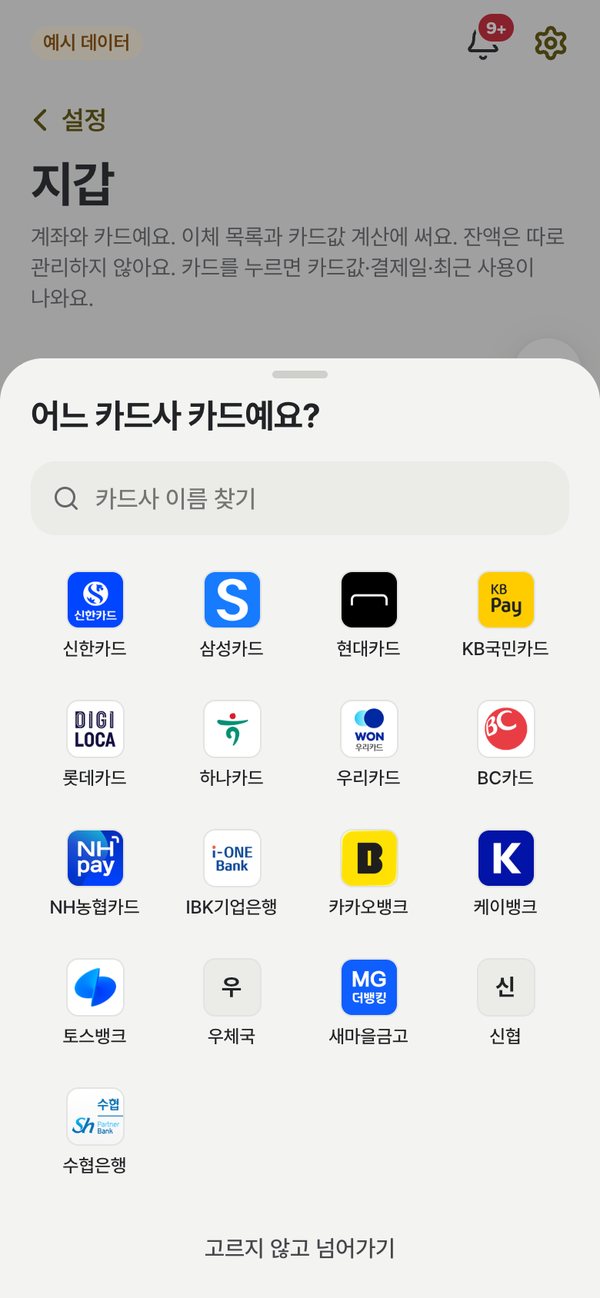 예시 데이터
9+
설정
지갑
계좌와 카드예요. 이체 목록과 카드값 계산에 써요. 잔액은 따로
관리하지 않아요. 카드를 누르면 카드값·결제일·최근 사용이
나와요.
어느 카드사 카드예요?
카드사 이름 찾기
신한카드
S
KB
Pay
신한카드
삼성카드
현대카드
KB국민카드
DIGI
LOCA
WON
우리카드
BC
롯데카드
하나카드
우리카드
BC카드
NH
pay
i-ONE
Bank
B
K
NH농협카드
IBK기업은행
카카오뱅크
케이뱅크
우
MG
더뱅킹
신
토스뱅크
우체국
새마을금고
신협
수협
Sh Partner
Bank
수협은행
고르지 않고 넘어가기